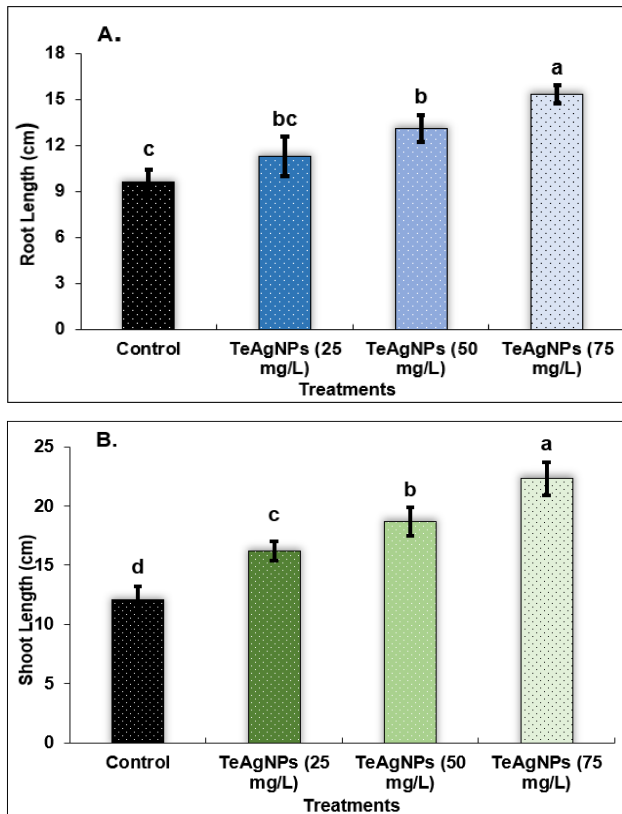 A.
18
15
12
9
6
3
0
Root Length (cm)
c
bc
b
a
Control
TeAgNPs (25 mg/L)
TeAgNPs (50 mg/L)
TeAgNPs (75 mg/L)
Treatments
B.
25
20
15
10
5
0
Shoot Length (cm)
d
c
b
a
Control
TeAgNPs (25 mg/L)
TeAgNPs (50 mg/L)
TeAgNPs (75 mg/L)
Treatments